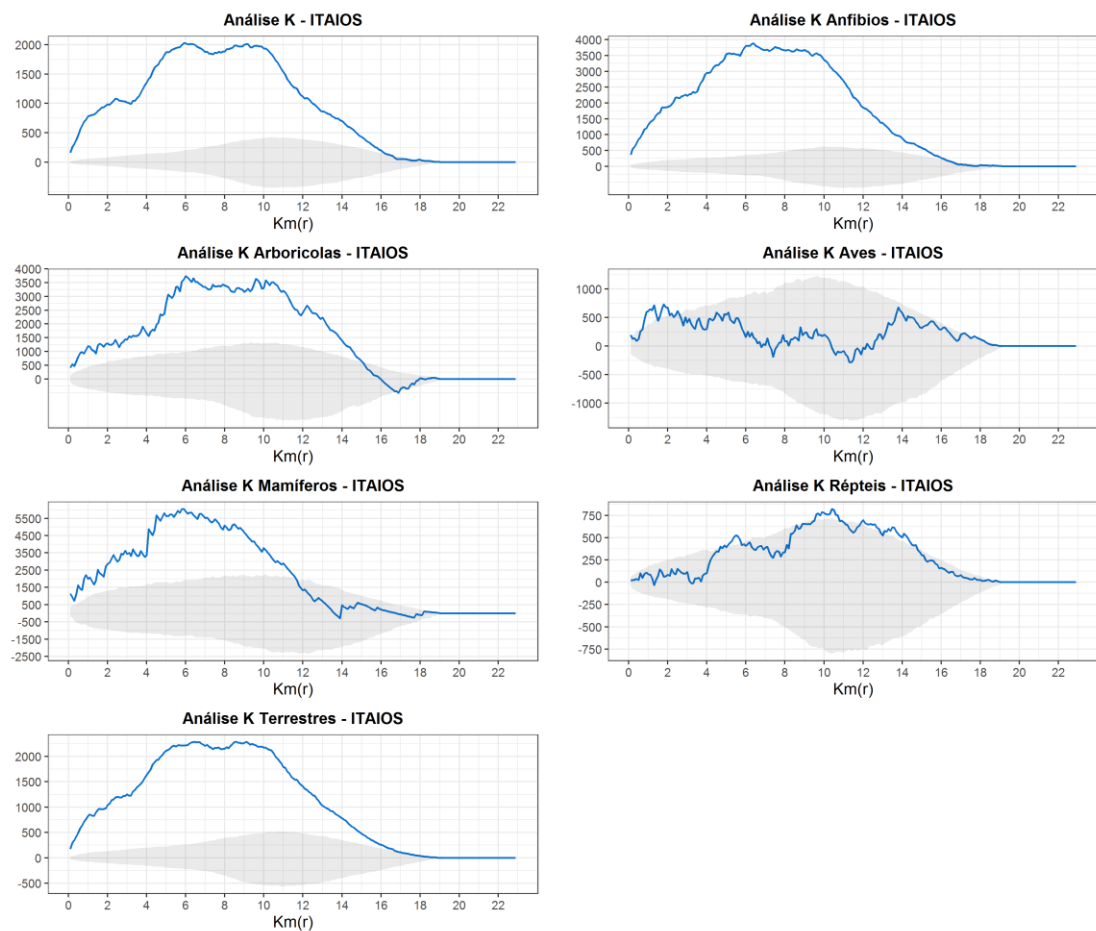 Análise K - ITAIOS
2000
1500
1000
500
0
0 2 4 6 8 10 12 14 16 18 20 22
Km(r)
Análise K Anfibios - ITAIOS
4000
3500
3000
2500
2000
1500
1000
500
0
0 2 4 6 8 10 12 14 16 18 20 22
Km(r)
Análise K Arboricolas - ITAIOS
4000
3500
3000
2500
2000
1500
1000
500
0
0 2 4 6 8 10 12 14 16 18 20 22
Km(r)
Análise K Aves - ITAIOS
1000
500
0
-500
-1000
0 2 4 6 8 10 12 14 16 18 20 22
Km(r)
Análise K Mamíferos - ITAIOS
5500
4500
3500
2500
1500
500
-500
-1500
-2500
0 2 4 6 8 10 12 14 16 18 20 22
Km(r)
Análise K Répteis - ITAIOS
750
500
250
0
-250
-500
-750
0 2 4 6 8 10 12 14 16 18 20 22
Km(r)
Análise K Terrestres - ITAIOS
2000
1500
1000
500
0
-500
0 2 4 6 8 10 12 14 16 18 20 22
Km(r)